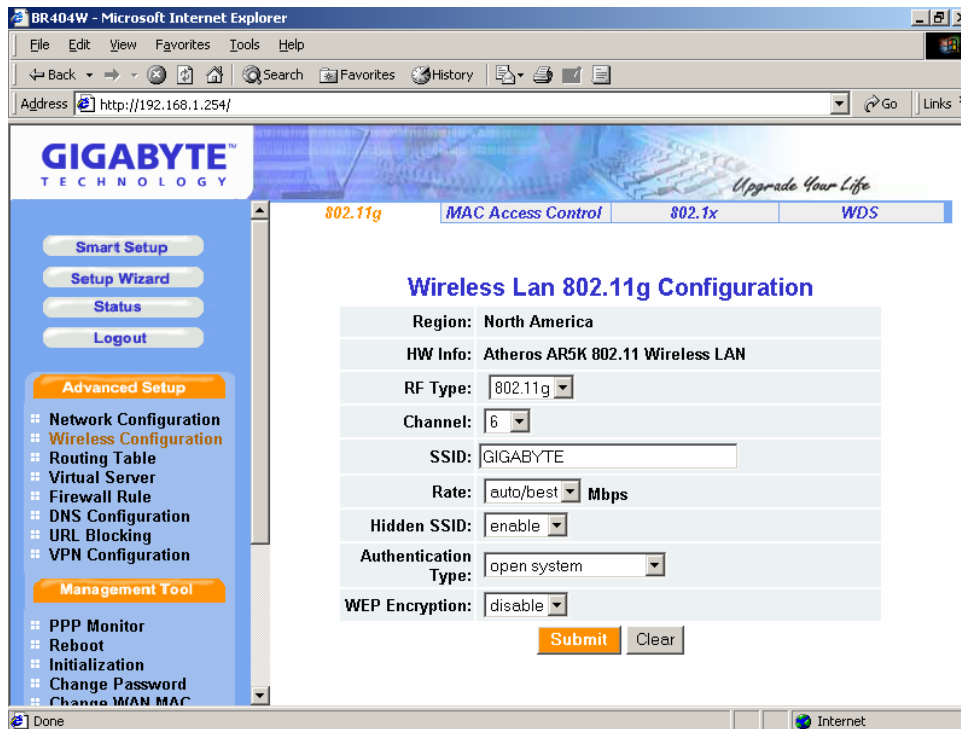 BR404W - Microsoft Internet Explorer
File Edit View Favorites Tools Help
Back Search Favorites History
Address http://192.168.1.254/ Go Links
GIGABYTE™
TECHNOLOGY
Upgrade Your Life
802.11g MAC Access Control 802.1x WDS
Smart Setup
Setup Wizard
Status
Logout
Advanced Setup
Network Configuration
Wireless Configuration
Routing Table
Virtual Server
Firewall Rule
DNS Configuration
URL Blocking
VPN Configuration
Management Tool
PPP Monitor
Reboot
Initialization
Change Password
Change WAN MAC
Wireless Lan 802.11g Configuration
Region: North America
HW Info: Atheros AR5K 802.11 Wireless LAN
RF Type: 802.11g
Channel: 6
SSID: GIGABYTE
Rate: auto/best Mbps
Hidden SSID: enable
Authentication
Type: open system
WEP Encryption: disable
Submit Clear
Done Internet